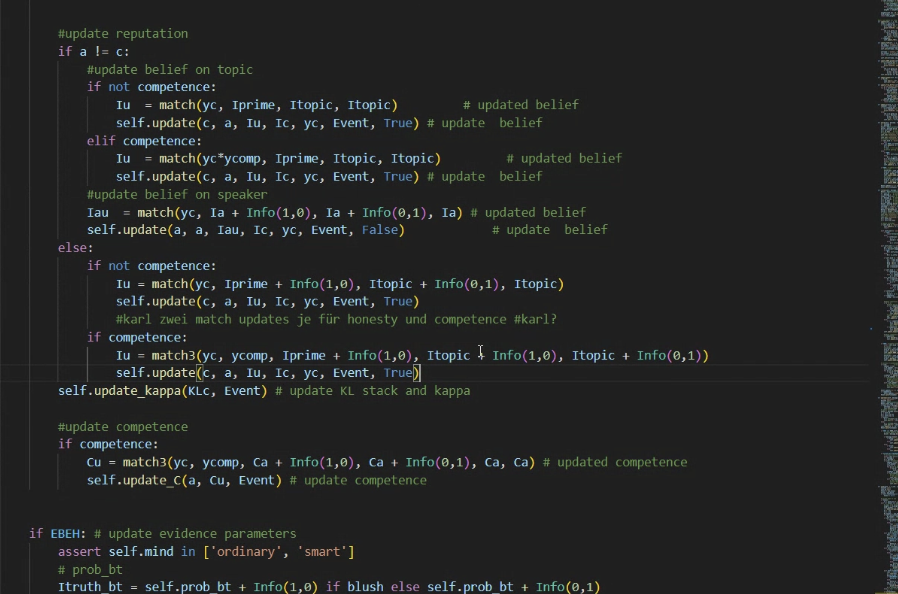 #update reputation
if a != c:
#update belief on topic
if not competence:
Iu  = match(yc, Iprime, Itopic, Itopic)         # updated belief
self.update(c, a, Iu, Ic, yc, Event, True) # update  belief
elif competence:
Iu  = match(yc*ycomp, Iprime, Itopic, Itopic)         # updated belief
self.update(c, a, Iu, Ic, yc, Event, True) # update  belief
#update belief on speaker
Iau  = match(yc, Ia + Info(1,0), Ia + Info(0,1), Ia) # updated belief
self.update(a, a, Iau, Ic, yc, Event, False)            # update  belief
else:
if not competence:
Iu = match(yc, Iprime + Info(1,0), Itopic + Info(0,1), Itopic)
self.update(c, a, Iu, Ic, yc, Event, True)
#karl zwei match updates je für honesty und competence #karl?
if competence:
Iu = match3(yc, ycomp, Iprime + Info(1,0), Itopic + Info(1,0), Itopic + Info(0,1))
self.update(c, a, Iu, Ic, yc, Event, True)
self.update_kappa(KLc, Event) # update KL stack and kappa
#update competence
if competence:
Cu = match3(yc, ycomp, Ca + Info(1,0), Ca + Info(0,1), Ca, Ca) # updated competence
self.update_C(a, Cu, Event) # update competence
if EBEH: # update evidence parameters
assert self.mind in ['ordinary', 'smart']
# prob_bt
Itruth_bt = self.prob_bt + Info(1,0) if blush else self.prob_bt + Info(0,1)